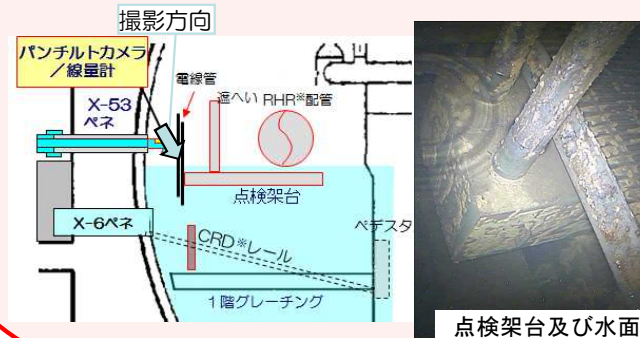 撮影方向
パンチルトカメラ
／線量計
電線管
遮へい
RHR※配管
X-53
ペネ
点検架台
ペデスタ
X-6ペネ
CRD※レール
１階グレーチング
点検架台及び水面